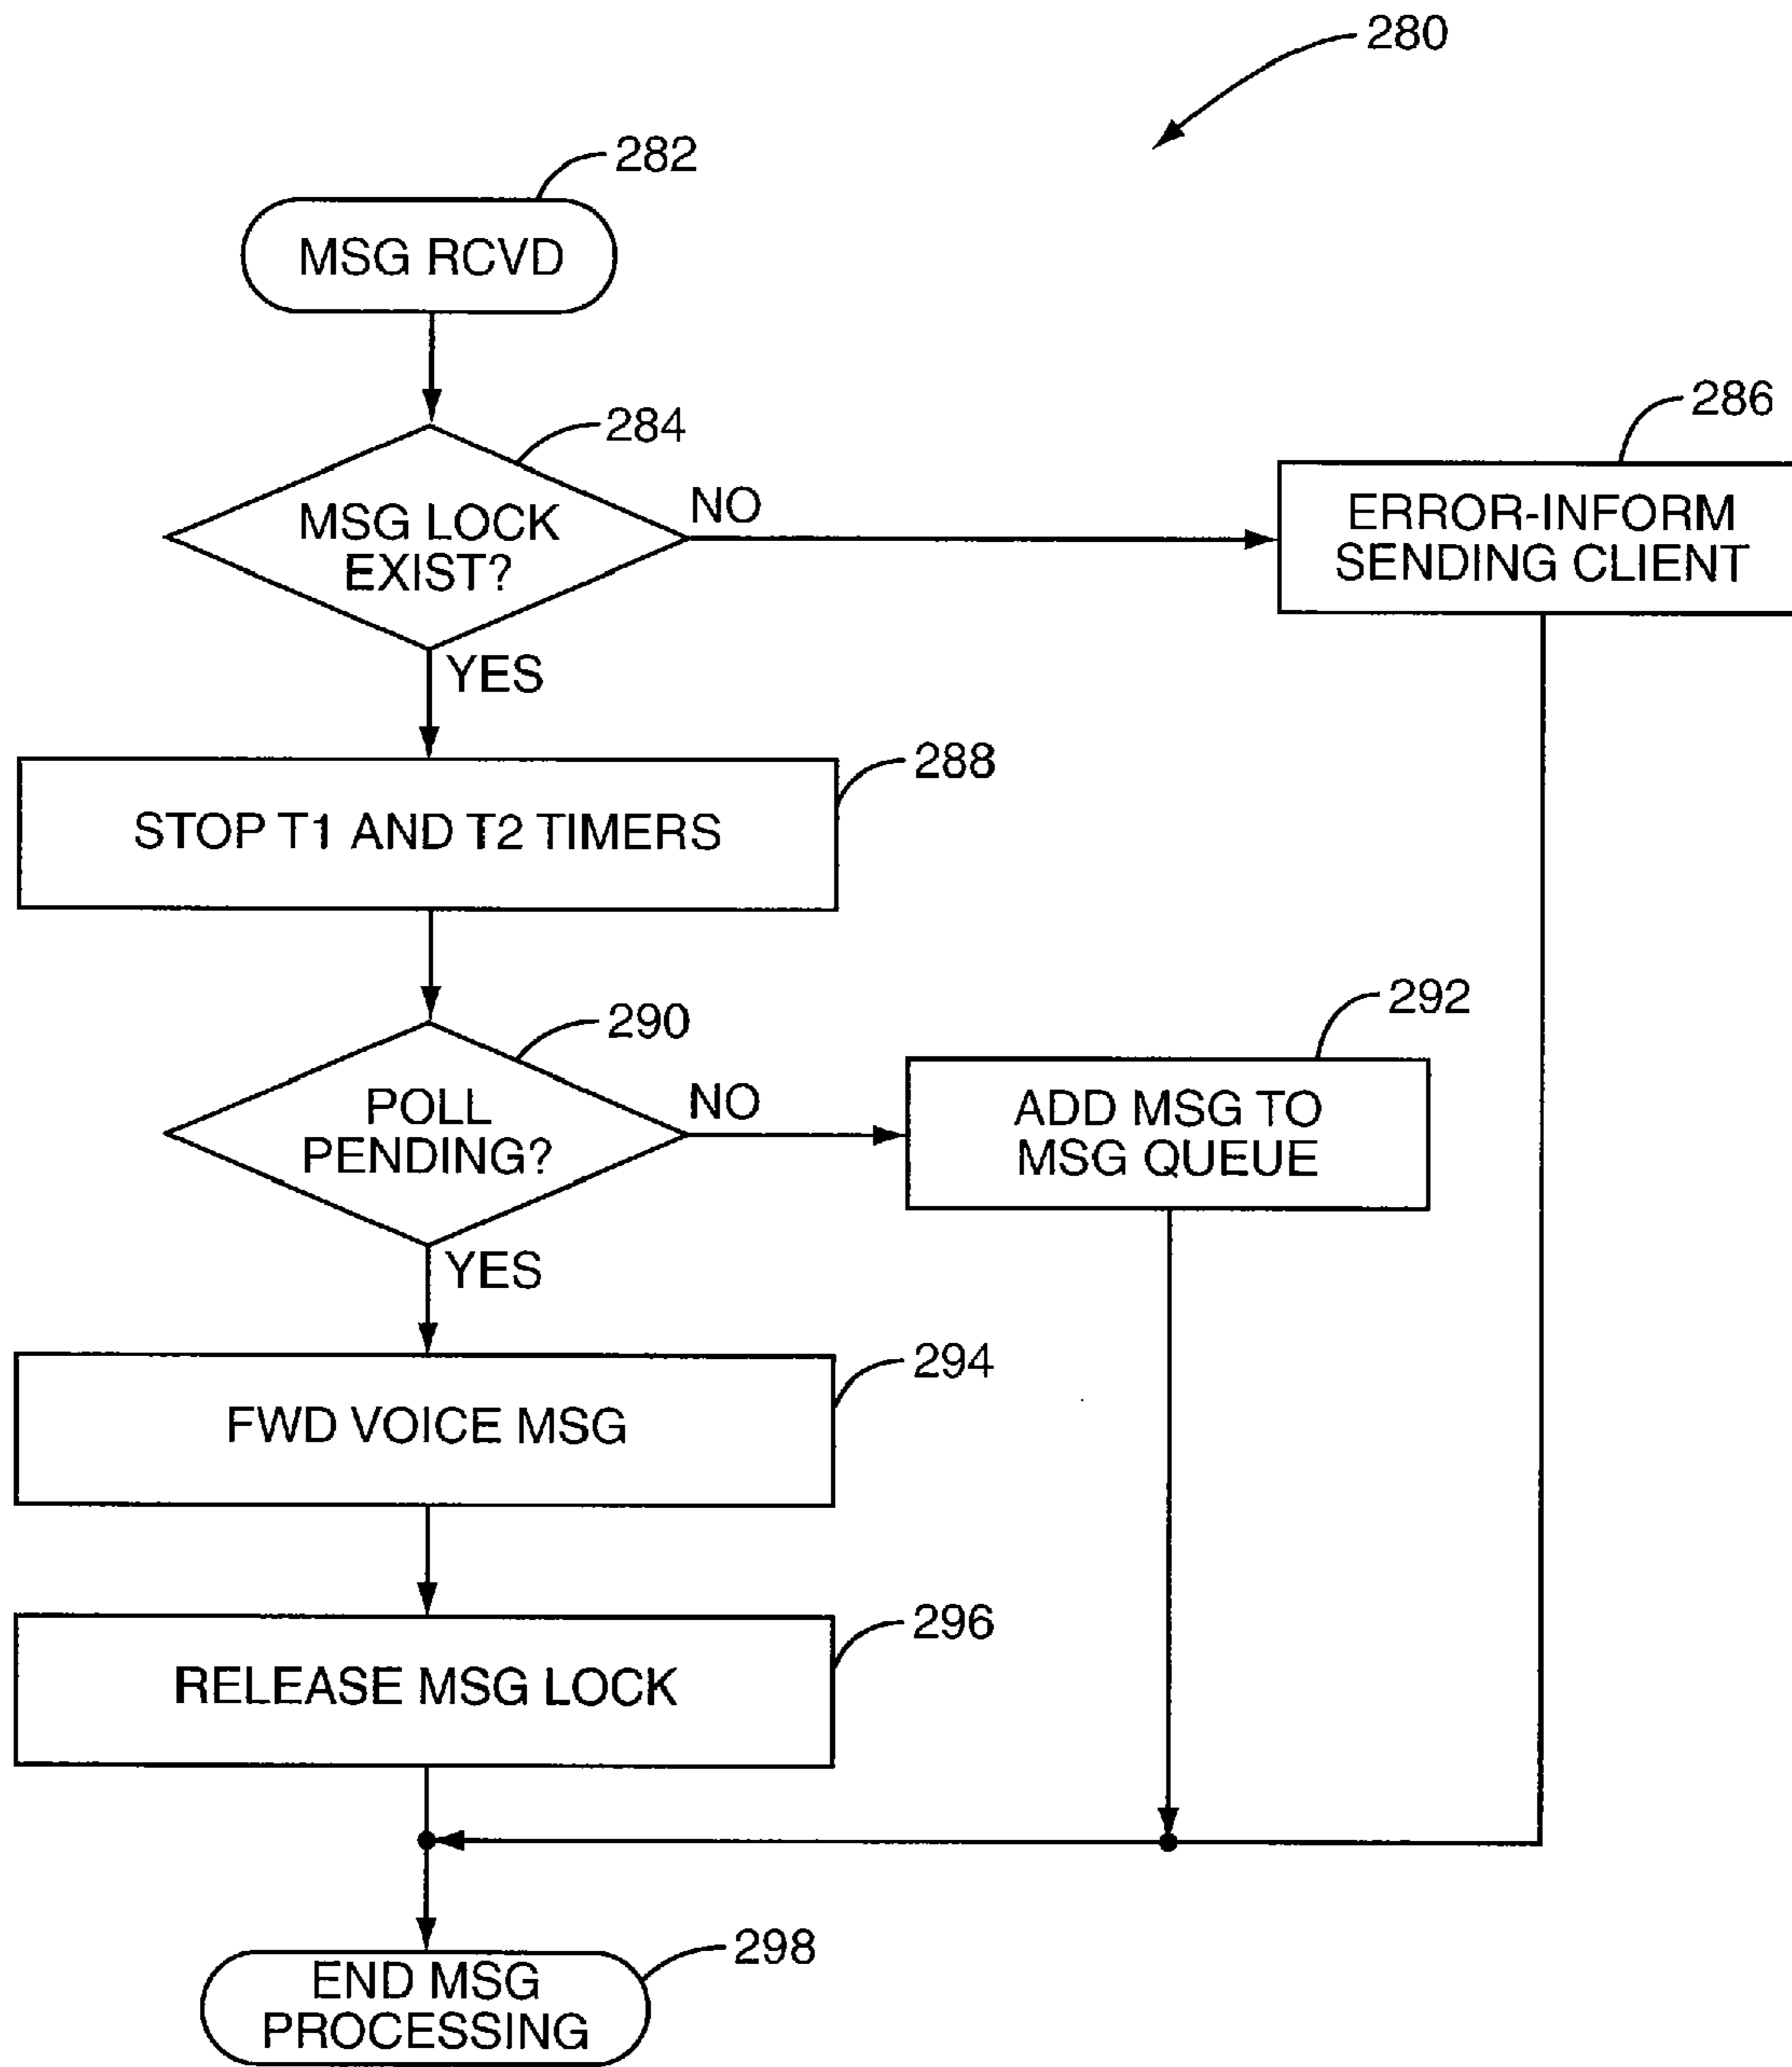 280
282
MSG RCVD
284
MSG LOCK
EXIST?
NO
286
ERROR-INFORM
SENDING CLIENT
YES
288
STOP T1 AND T2 TIMERS
290
POLL
PENDING?
NO
292
ADD MSG TO
MSG QUEUE
YES
294
FWD VOICE MSG
296
RELEASE MSG LOCK
298
END MSG
PROCESSING